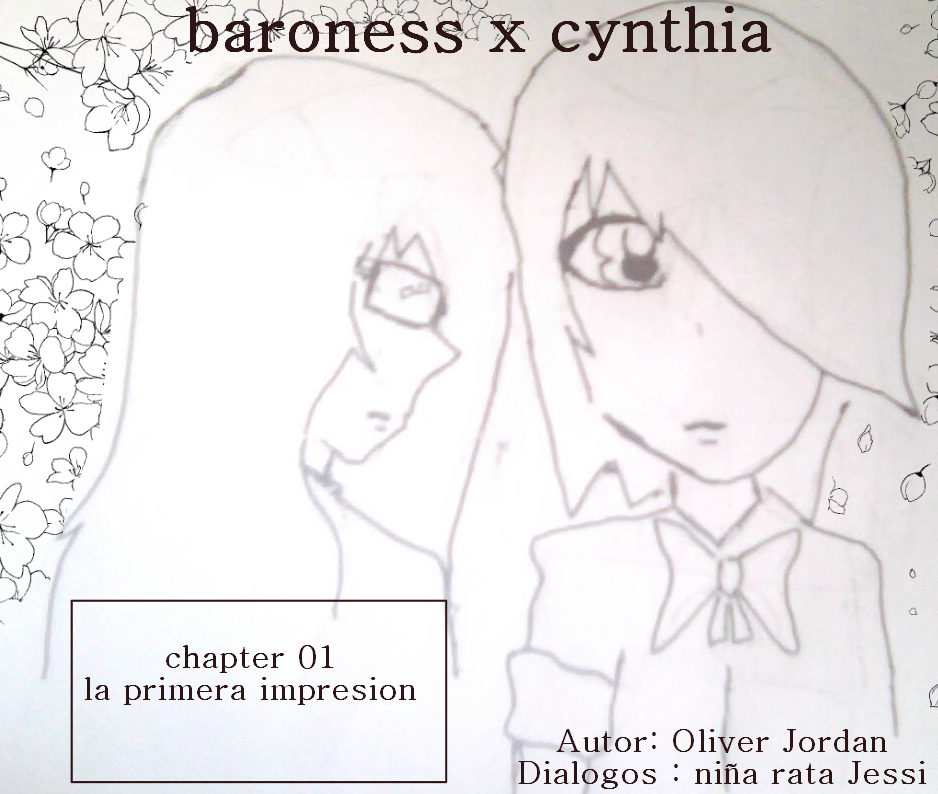 baroness x cynthia
chapter 01
la primera impresion
Autor: Oliver Jordan
Dialogos : niña rata Jessi